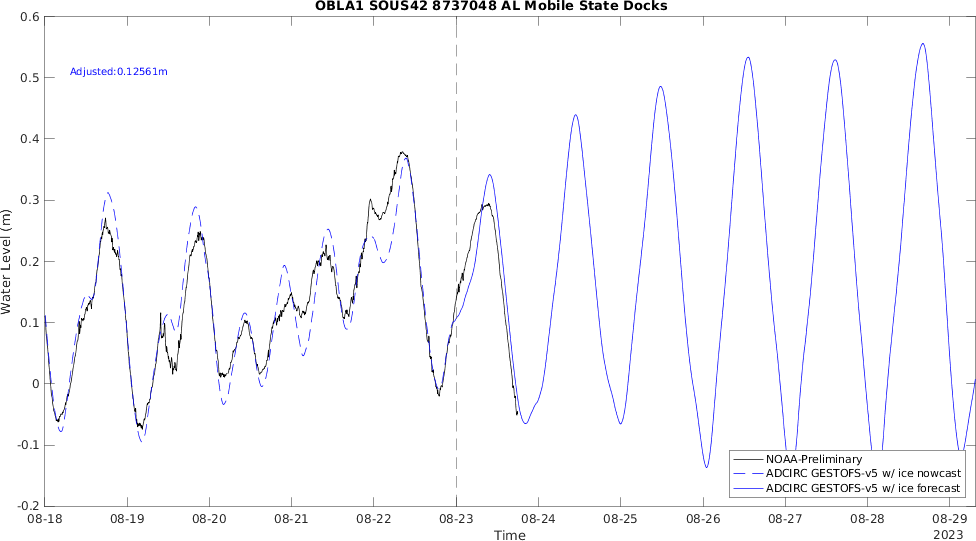 OBLA1 SOUS42 8737048 AL Mobile State Docks
0.6
0.5
0.4
0.3
0.2
0.1
0
-0.1
-0.2
Water Level (m)
Adjusted:0.12561m
NOAA-Preliminary
ADCIRC GESTOFS-v5 w/ ice nowcast
ADCIRC GESTOFS-v5 w/ ice forecast
08-18 08-19 08-20 08-21 08-22 08-23 08-24 08-25 08-26 08-27 08-28 08-29
Time
2023